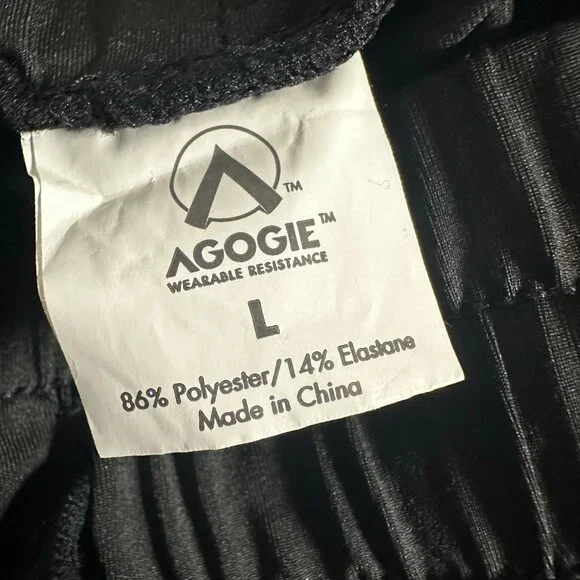 TM
AGOGIE™
WEARABLE RESISTANCE
L
86% Polyester/14% Elastane
Made in China